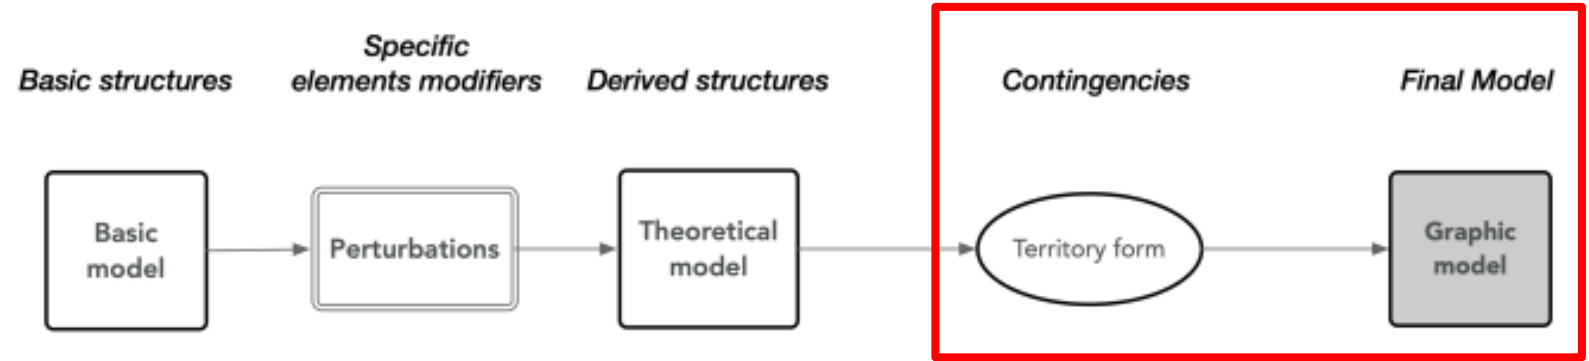 Specific
Basic structures elements modifiers Derived structures Contingencies Final Model
Basic
model
Perturbations
Theoretical
model
Territory form
Graphic
model